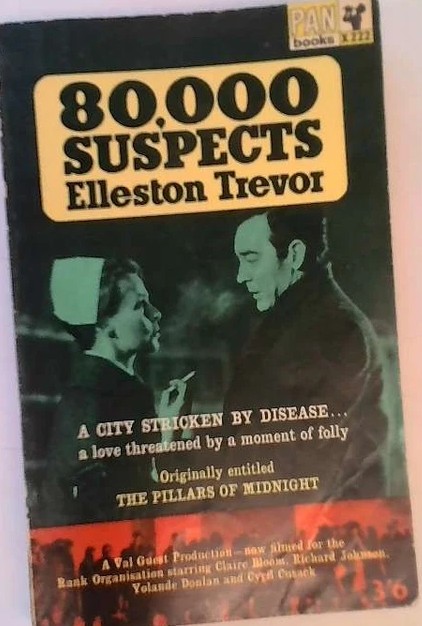 PAN
books X222
80,000
SUSPECTS
Elleston Trevor
A CITY STRICKEN BY DISEASE...
a love threatened by a moment of folly
Originally entitled
THE PILLARS OF MIDNIGHT
A Val Guest Production—now filmed for the
Rank Organisation starring Claire Bloom, Richard Johnson,
Yolande Donlan and Cyril Cusack
3'6